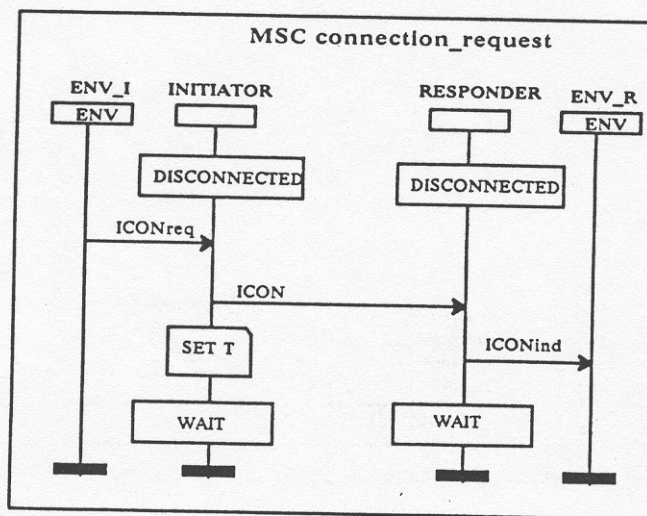 MSC connection_request
ENV_I
INITIATOR
RESPONDER
ENV_R
ENV
ENV
DISCONNECTED
DISCONNECTED
ICONreq
ICON
SET T
ICONind
WAIT
WAIT